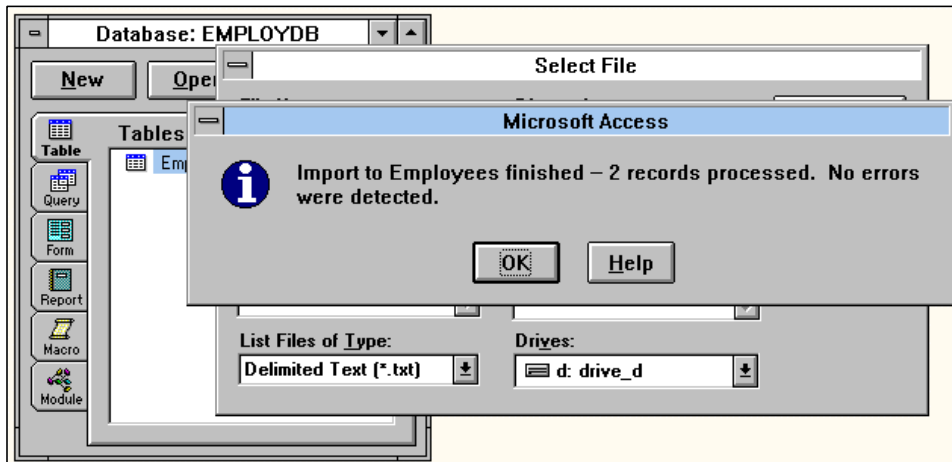 Database: EMPLOYDB
New
Select File
Table
Tables
Microsoft Access
Import to Employees finished – 2 records processed.  No errors
were detected.
Query
Form
OK
Help
Report
Macro
Module
List Files of Type:
Drives:
Delimited Text (*.txt)
d: drive_d